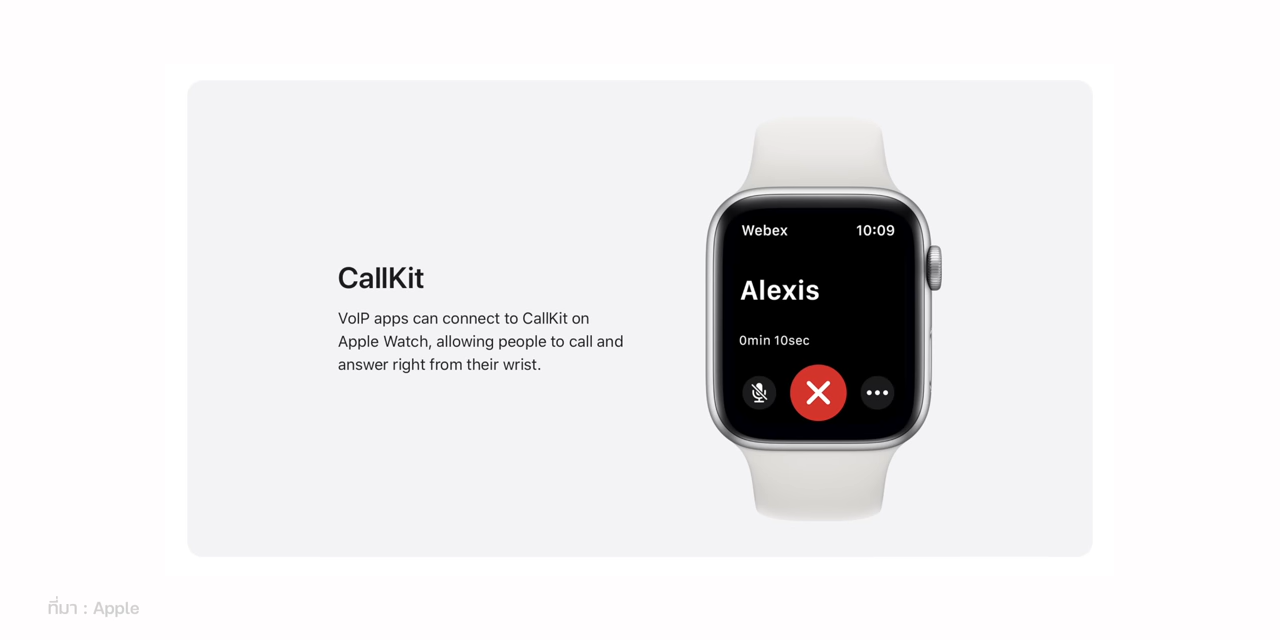 CallKit
VoIP apps can connect to CallKit on
Apple Watch, allowing people to call and
answer right from their wrist.
Webex 10:09
Alexis
0min 10sec
ที่มา : Apple